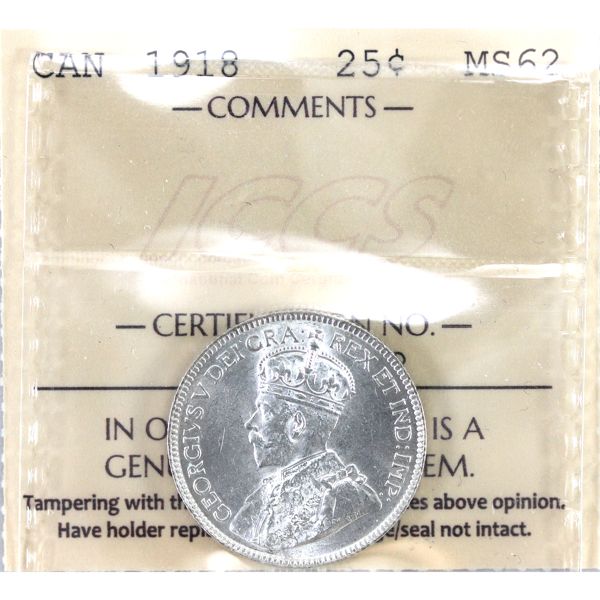 CAN 1918 25¢ MS62
— COMMENTS —
ICCS
— CERTIF N NO. —
IN O IS A
GEN EM.
Tampering with th es above opinion.
Have holder repl e/seal not intact.
GEORGIVS V DEI GRA: REX ET IND: IMP: